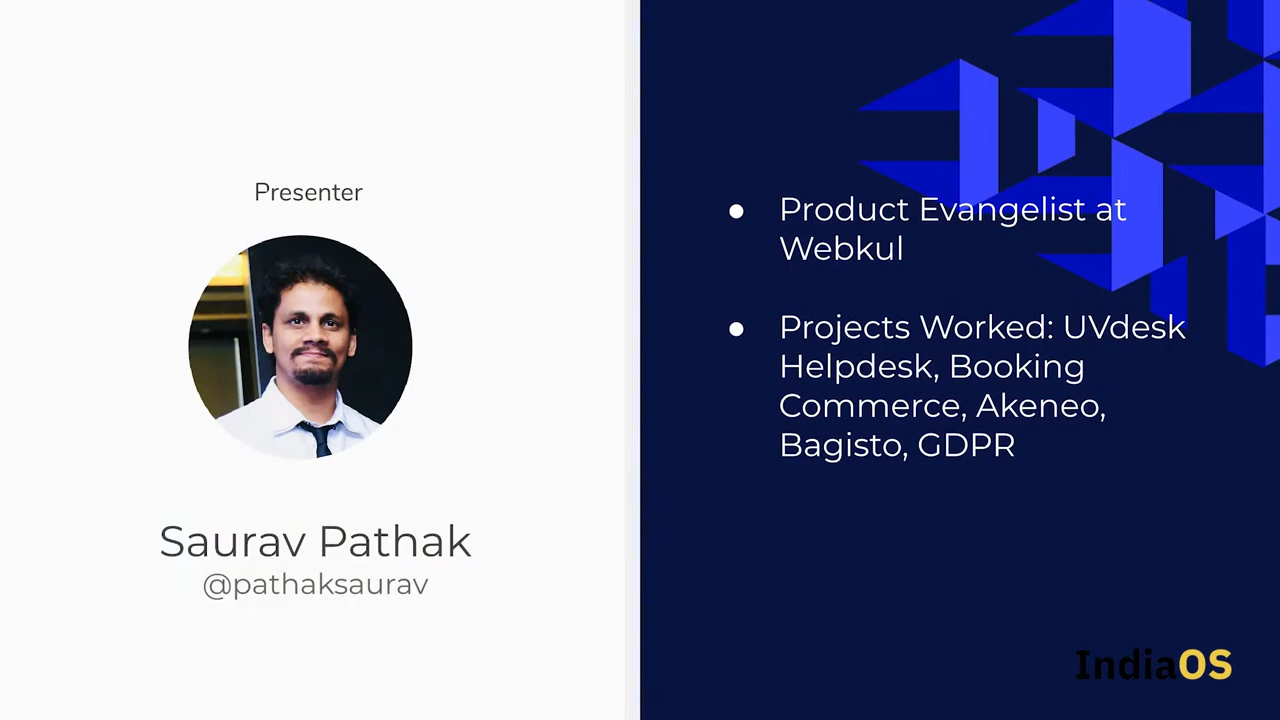 Presenter
Saurav Pathak
@pathaksaurav
● Product Evangelist at
Webkul
● Projects Worked: UVdesk
Helpdesk, Booking
Commerce, Akeneo,
Bagisto, GDPR
IndiaOS